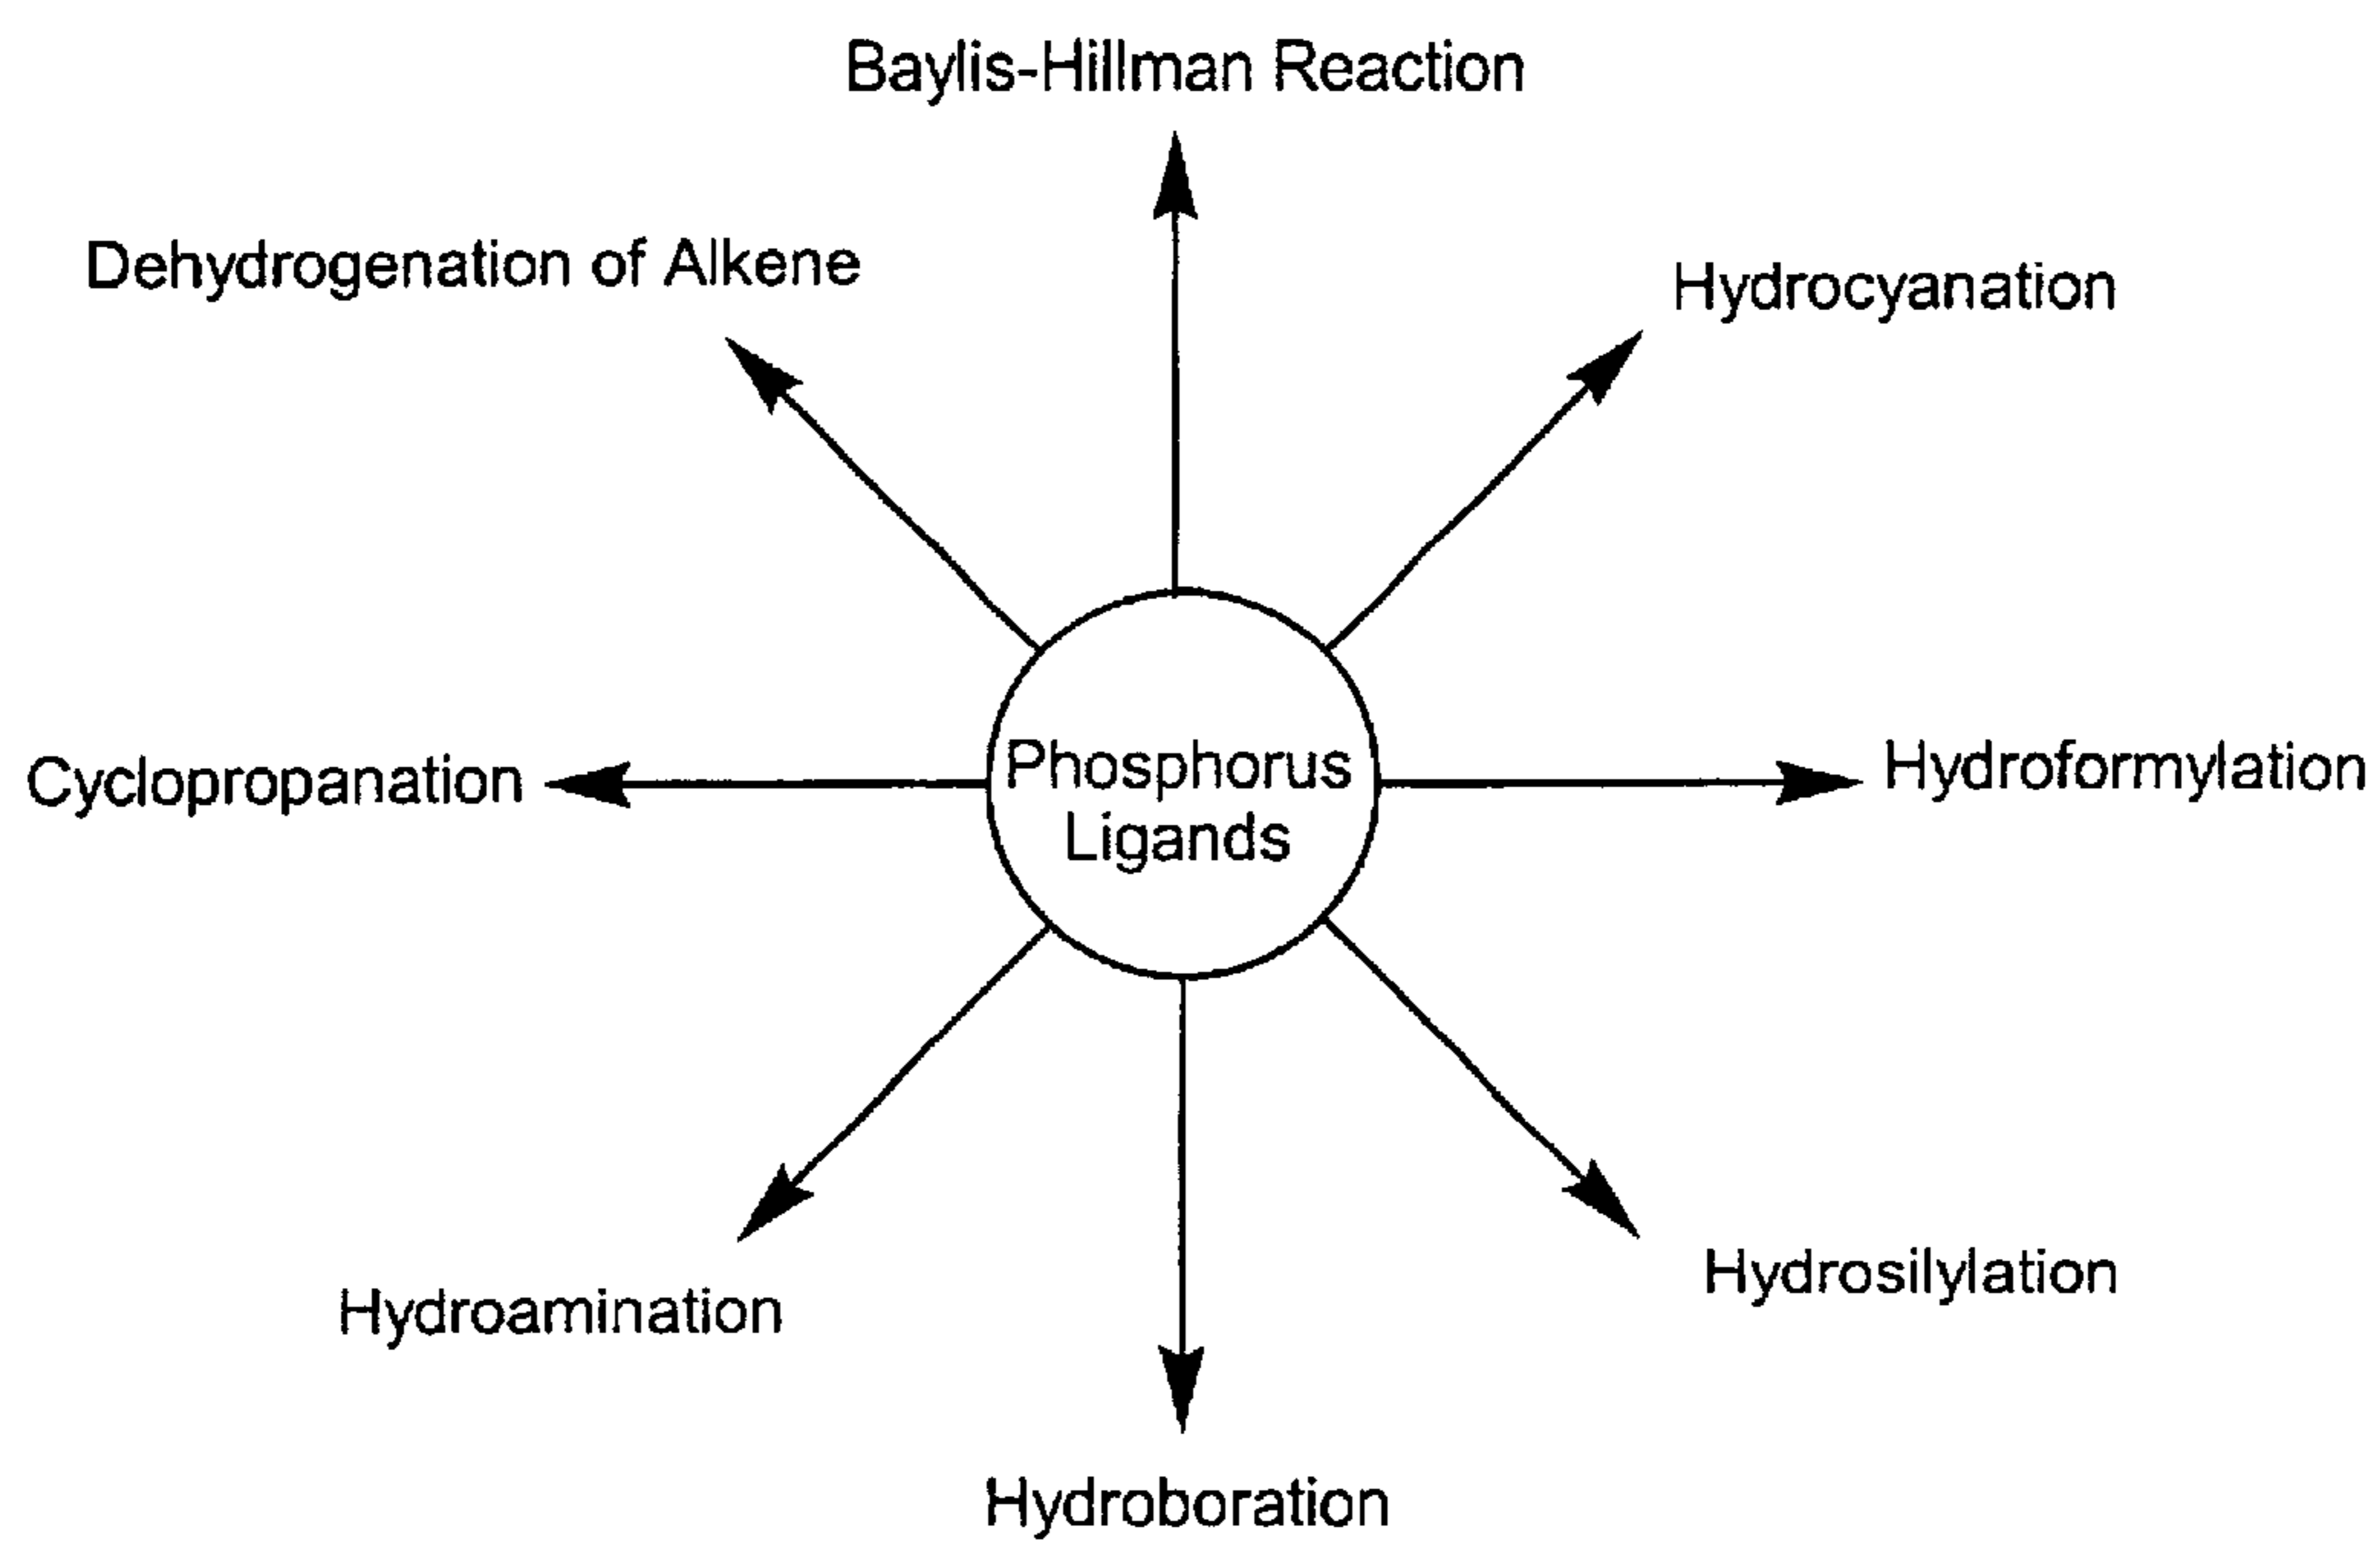 Baylis-Hillman Reaction
Dehydrogenation of Alkene
Hydrocyanation
Cyclopropanation
Phosphorus
Ligands
Hydroformylation
Hydroamination
Hydrosilylation
Hydroboration